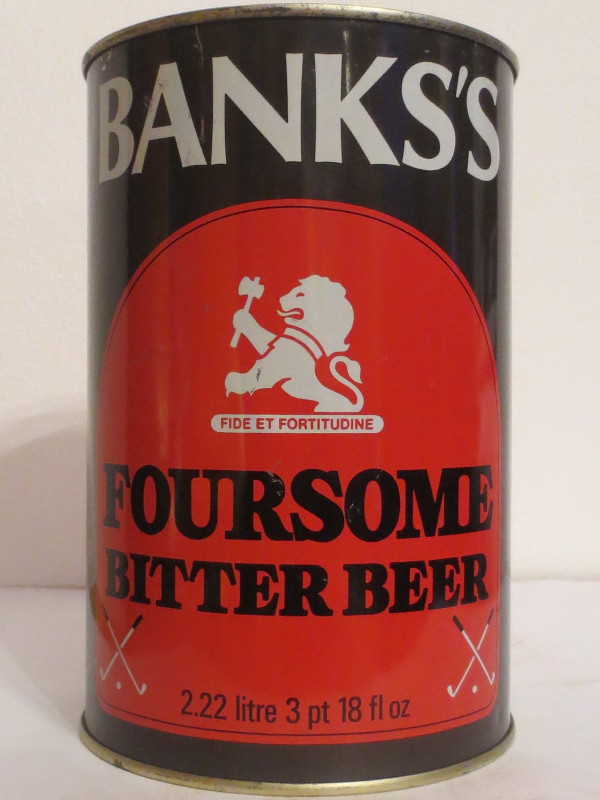 BANKS'S
FIDE ET FORTITUDINE
FOURSOME
BITTER BEER
2.22 litre 3 pt 18 fl oz